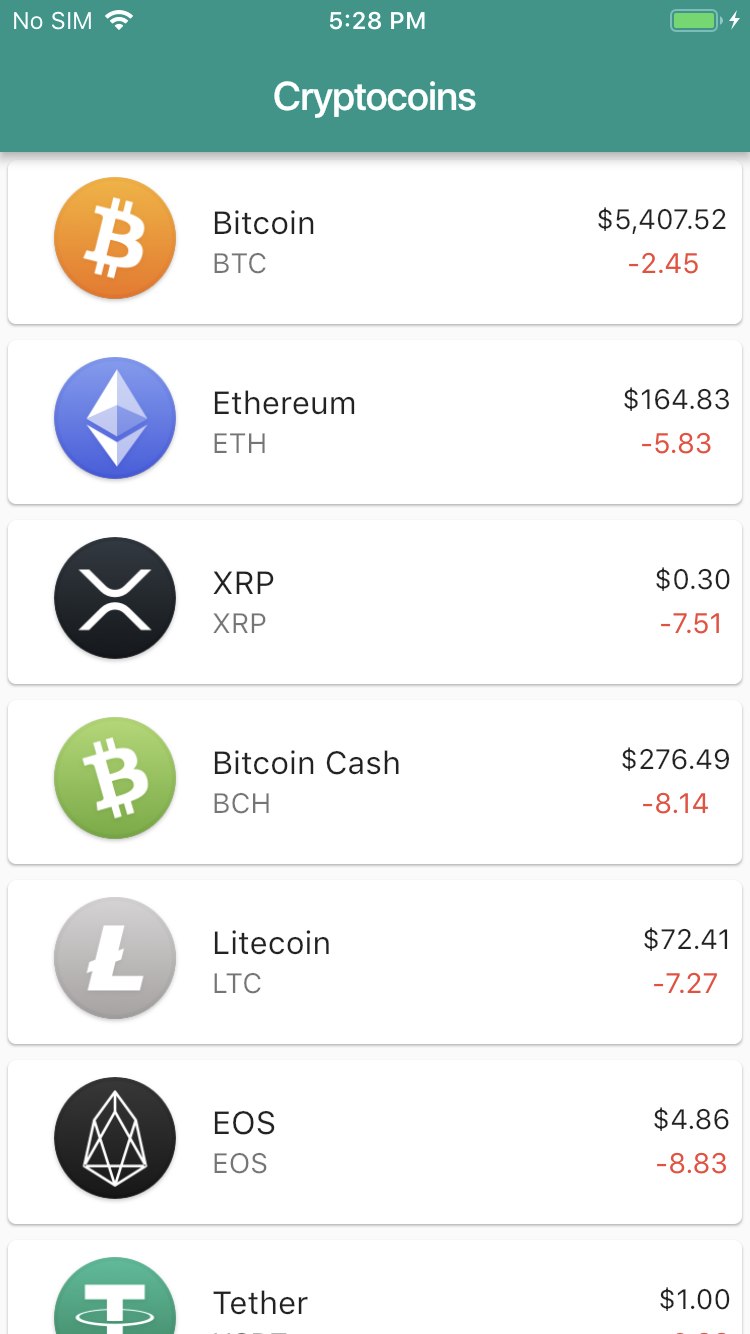 No SIM 5:28 PM
Cryptocoins
Bitcoin $5,407.52
BTC -2.45
Ethereum $164.83
ETH -5.83
XRP $0.30
XRP -7.51
Bitcoin Cash $276.49
BCH -8.14
Litecoin $72.41
LTC -7.27
EOS $4.86
EOS -8.83
Tether $1.00